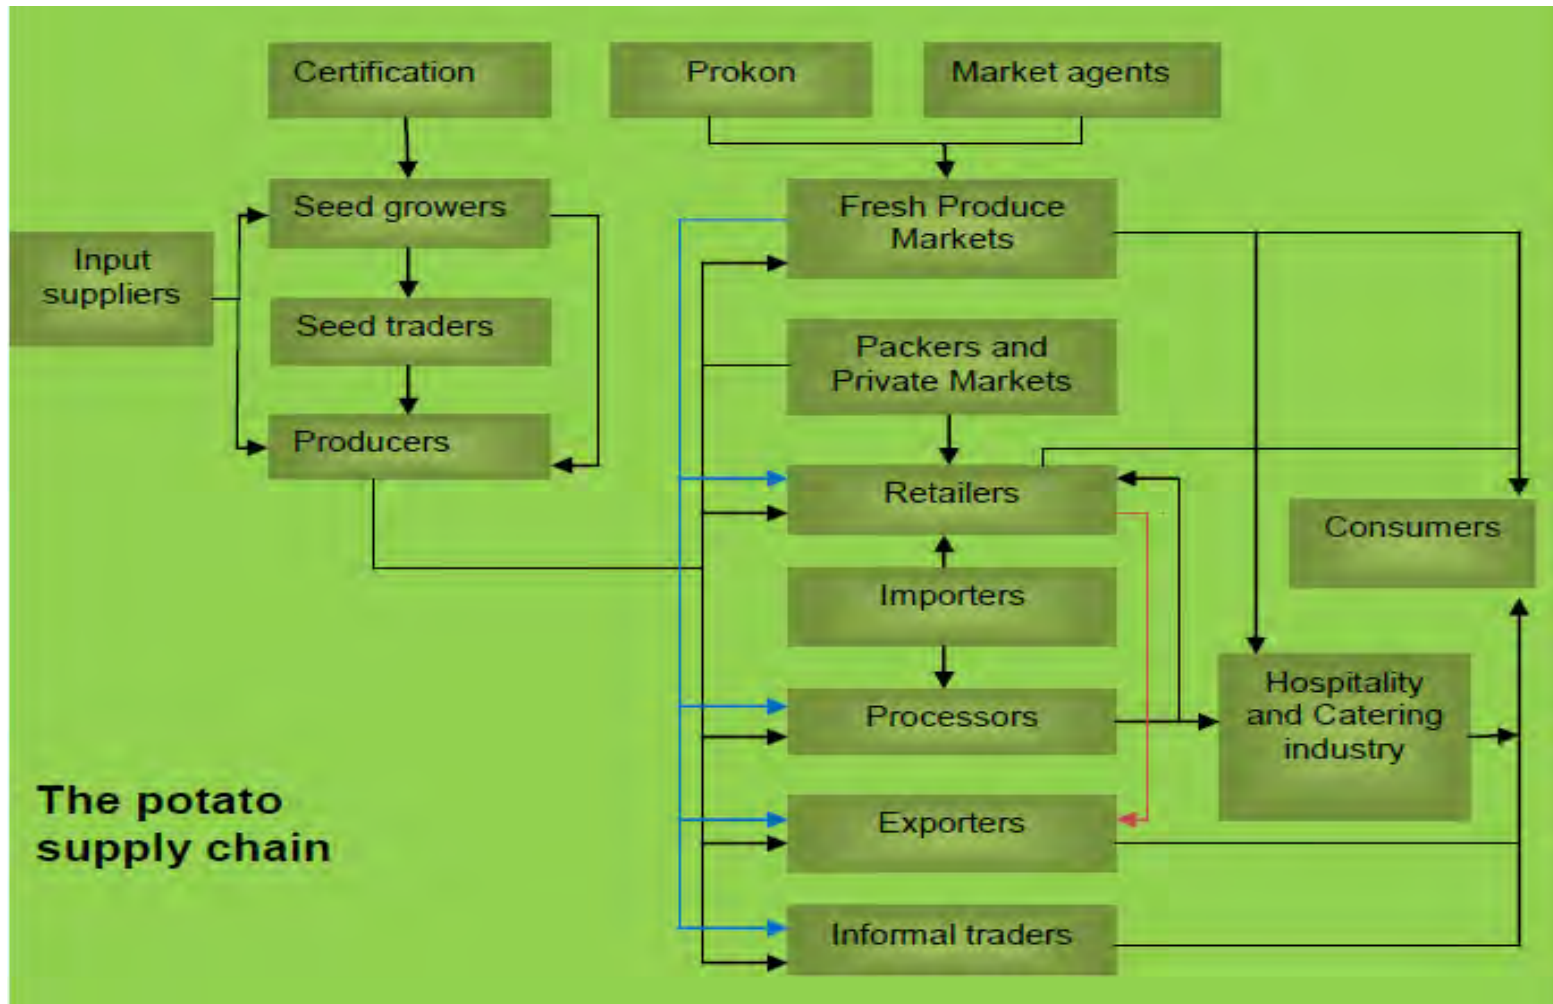 Certification
Prokon
Market agents
Seed growers
Fresh Produce
Markets
Input
suppliers
Seed traders
Packers and
Private Markets
Producers
Retailers
Consumers
Importers
Hospitality
and Catering
industry
Processors
The potato
supply chain
Exporters
Informal traders